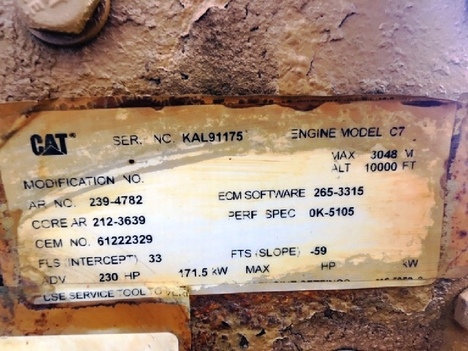 CAT SER. NO. KAL91175 ENGINE MODEL C7
MAX 3048 M
MODIFICATION NO. ALT 10000 FT
AR NO. 239-4782 ECM SOFTWARE 265-3315
CORE AR 212-3639 PERF SPEC 0K-5105
CEM NO. 61222329
FLS (INTERCEPT) 33 FTS (SLOPE) -59
ADV 230 HP 171.5 kW MAX HP kW
USE SERVICE TOOL TO